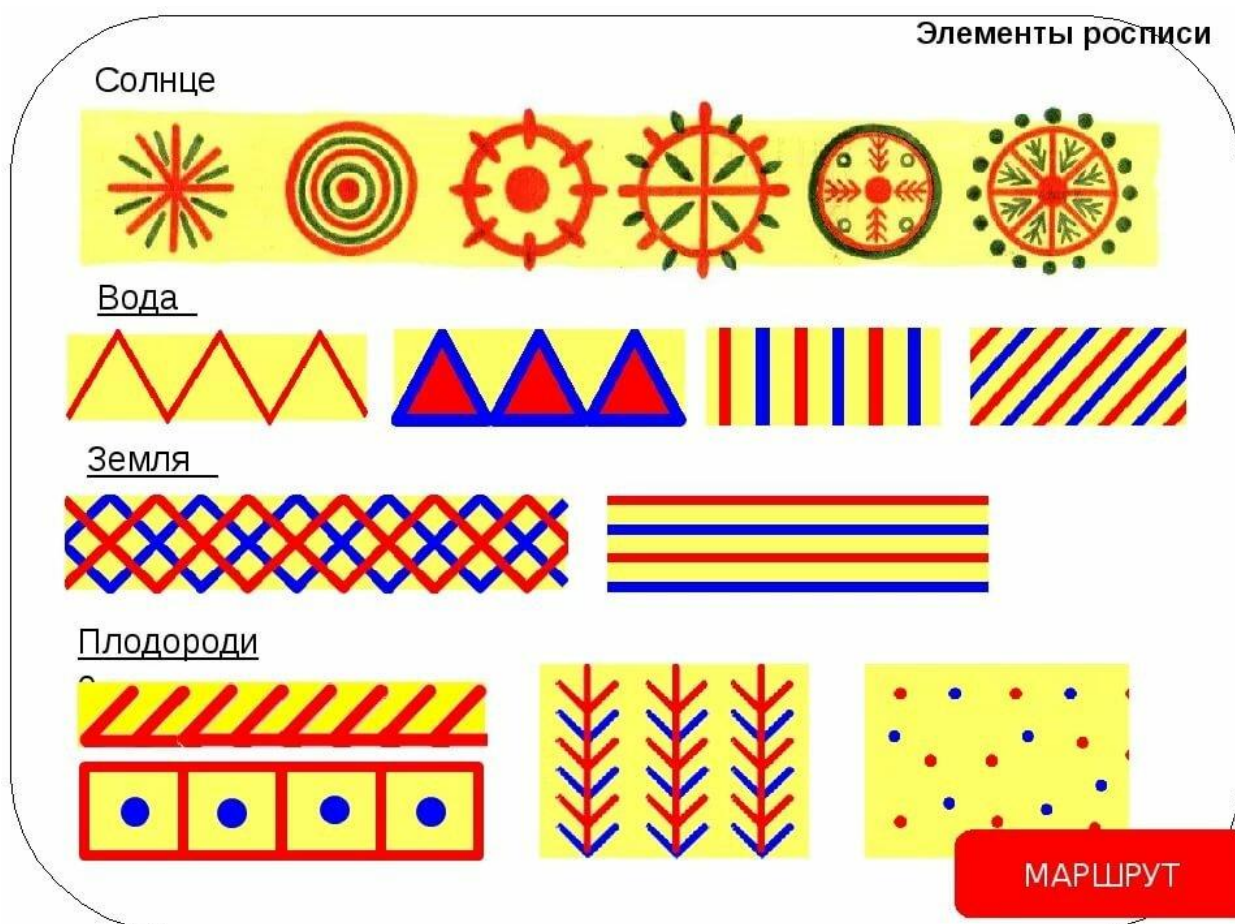 Элементы росписи
Солнце
Вода
Земля
Плодороди
МАРШРУТ